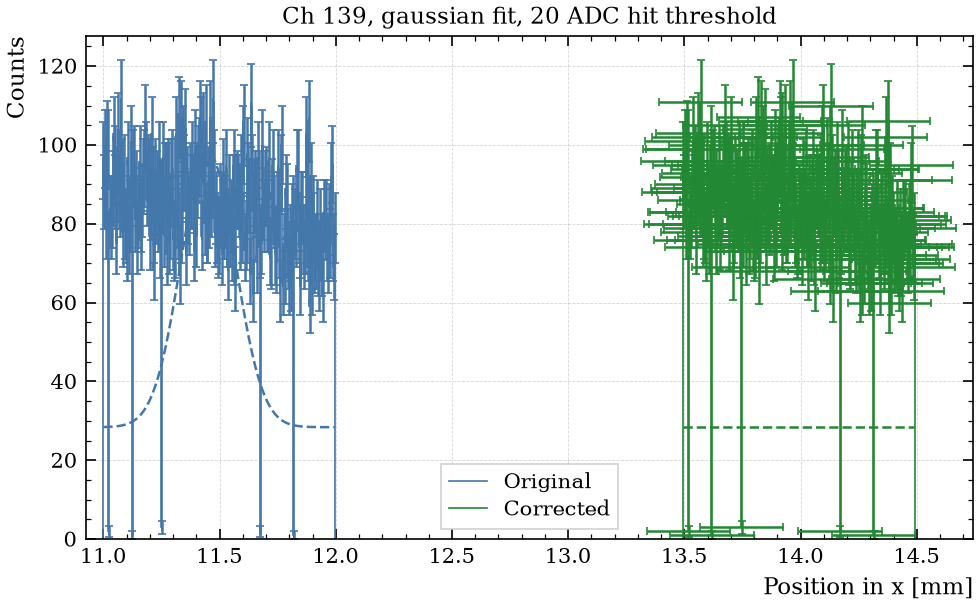 Ch 139, gaussian fit, 20 ADC hit threshold
Counts
120
100
80
60
40
20
0
Original
Corrected
11.0 11.5 12.0 12.5 13.0 13.5 14.0 14.5
Position in x [mm]